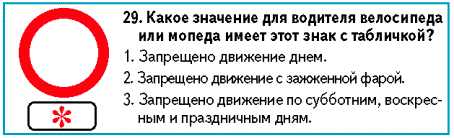 29. Какое значение для водителя велосипеда
или мопеда имеет этот знак с табличкой?
1. Запрещено движение днем.
2. Запрещено движение с зажженной фарой.
3. Запрещено движение по субботним, воскрес-
ным и праздничным дням.